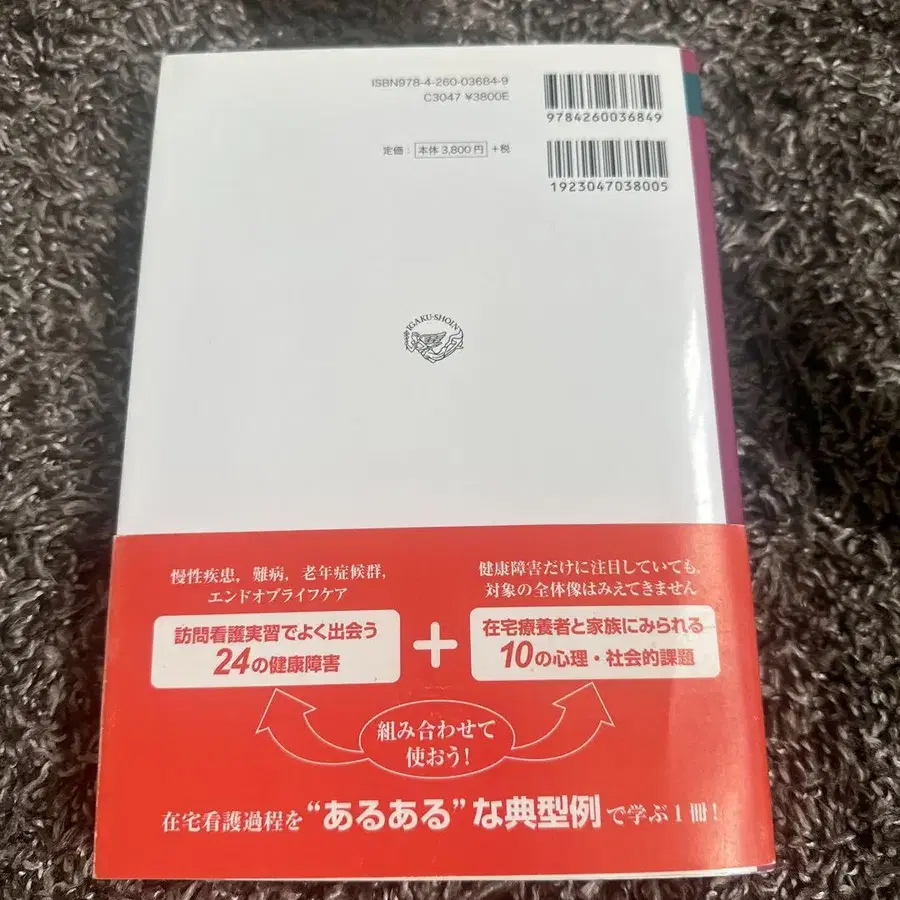 ISBN978-4-260-03684-9
C3047 ¥3800E
9784260036849
定価： 本体 3,800 円 +税
1923047038005
IGAKU-SHOIN
慢性疾患，難病，老年症候群，
エンドオブライフケア
訪問看護実習でよく出会う
24の健康障害
+
健康障害だけに注目していても，
対象の全体像はみえてきません
在宅療養者と家族にみられる
10の心理・社会的課題
組み合わせて
使おう！
在宅看護過程を“あるある”な典型例で学ぶ1冊！